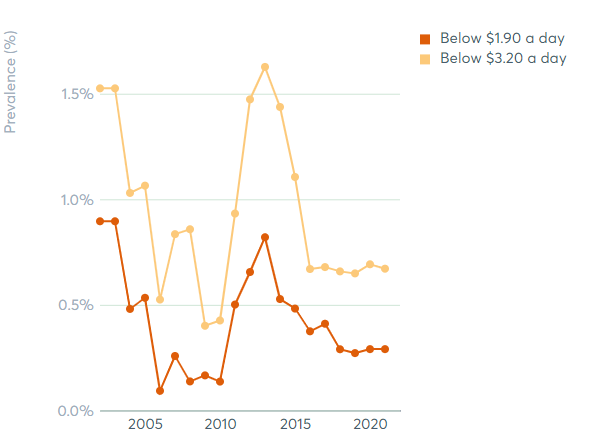 Prevalence (%)
Below $1.90 a day
Below $3.20 a day
1.5%
1.0%
0.5%
0.0%
2005 2010 2015 2020